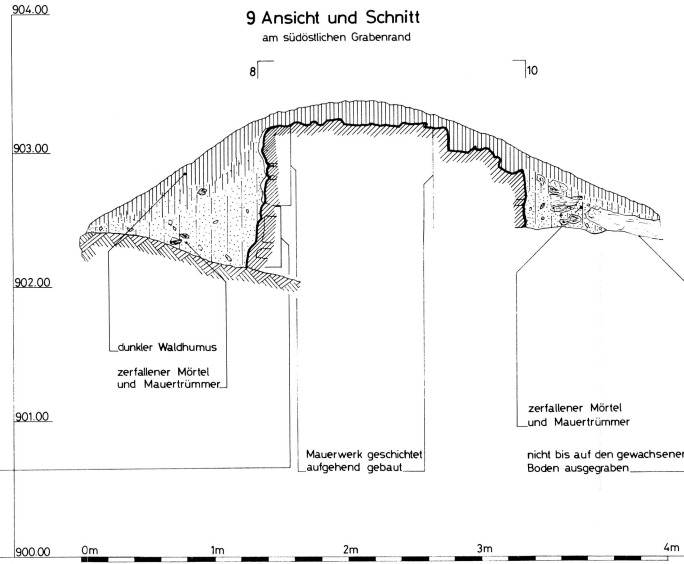 904.00
9 Ansicht und Schnitt
am südöstlichen Grabenrand
8
10
903.00
902.00
dunkler Waldhumus
zerfallener Mörtel
und Mauertrümmer
901.00
Mauerwerk geschichtet
aufgehend gebaut
zerfallener Mörtel
und Mauertrümmer
nicht bis auf den gewachsenen
Boden ausgegraben
900.00
0m
1m
2m
3m
4m